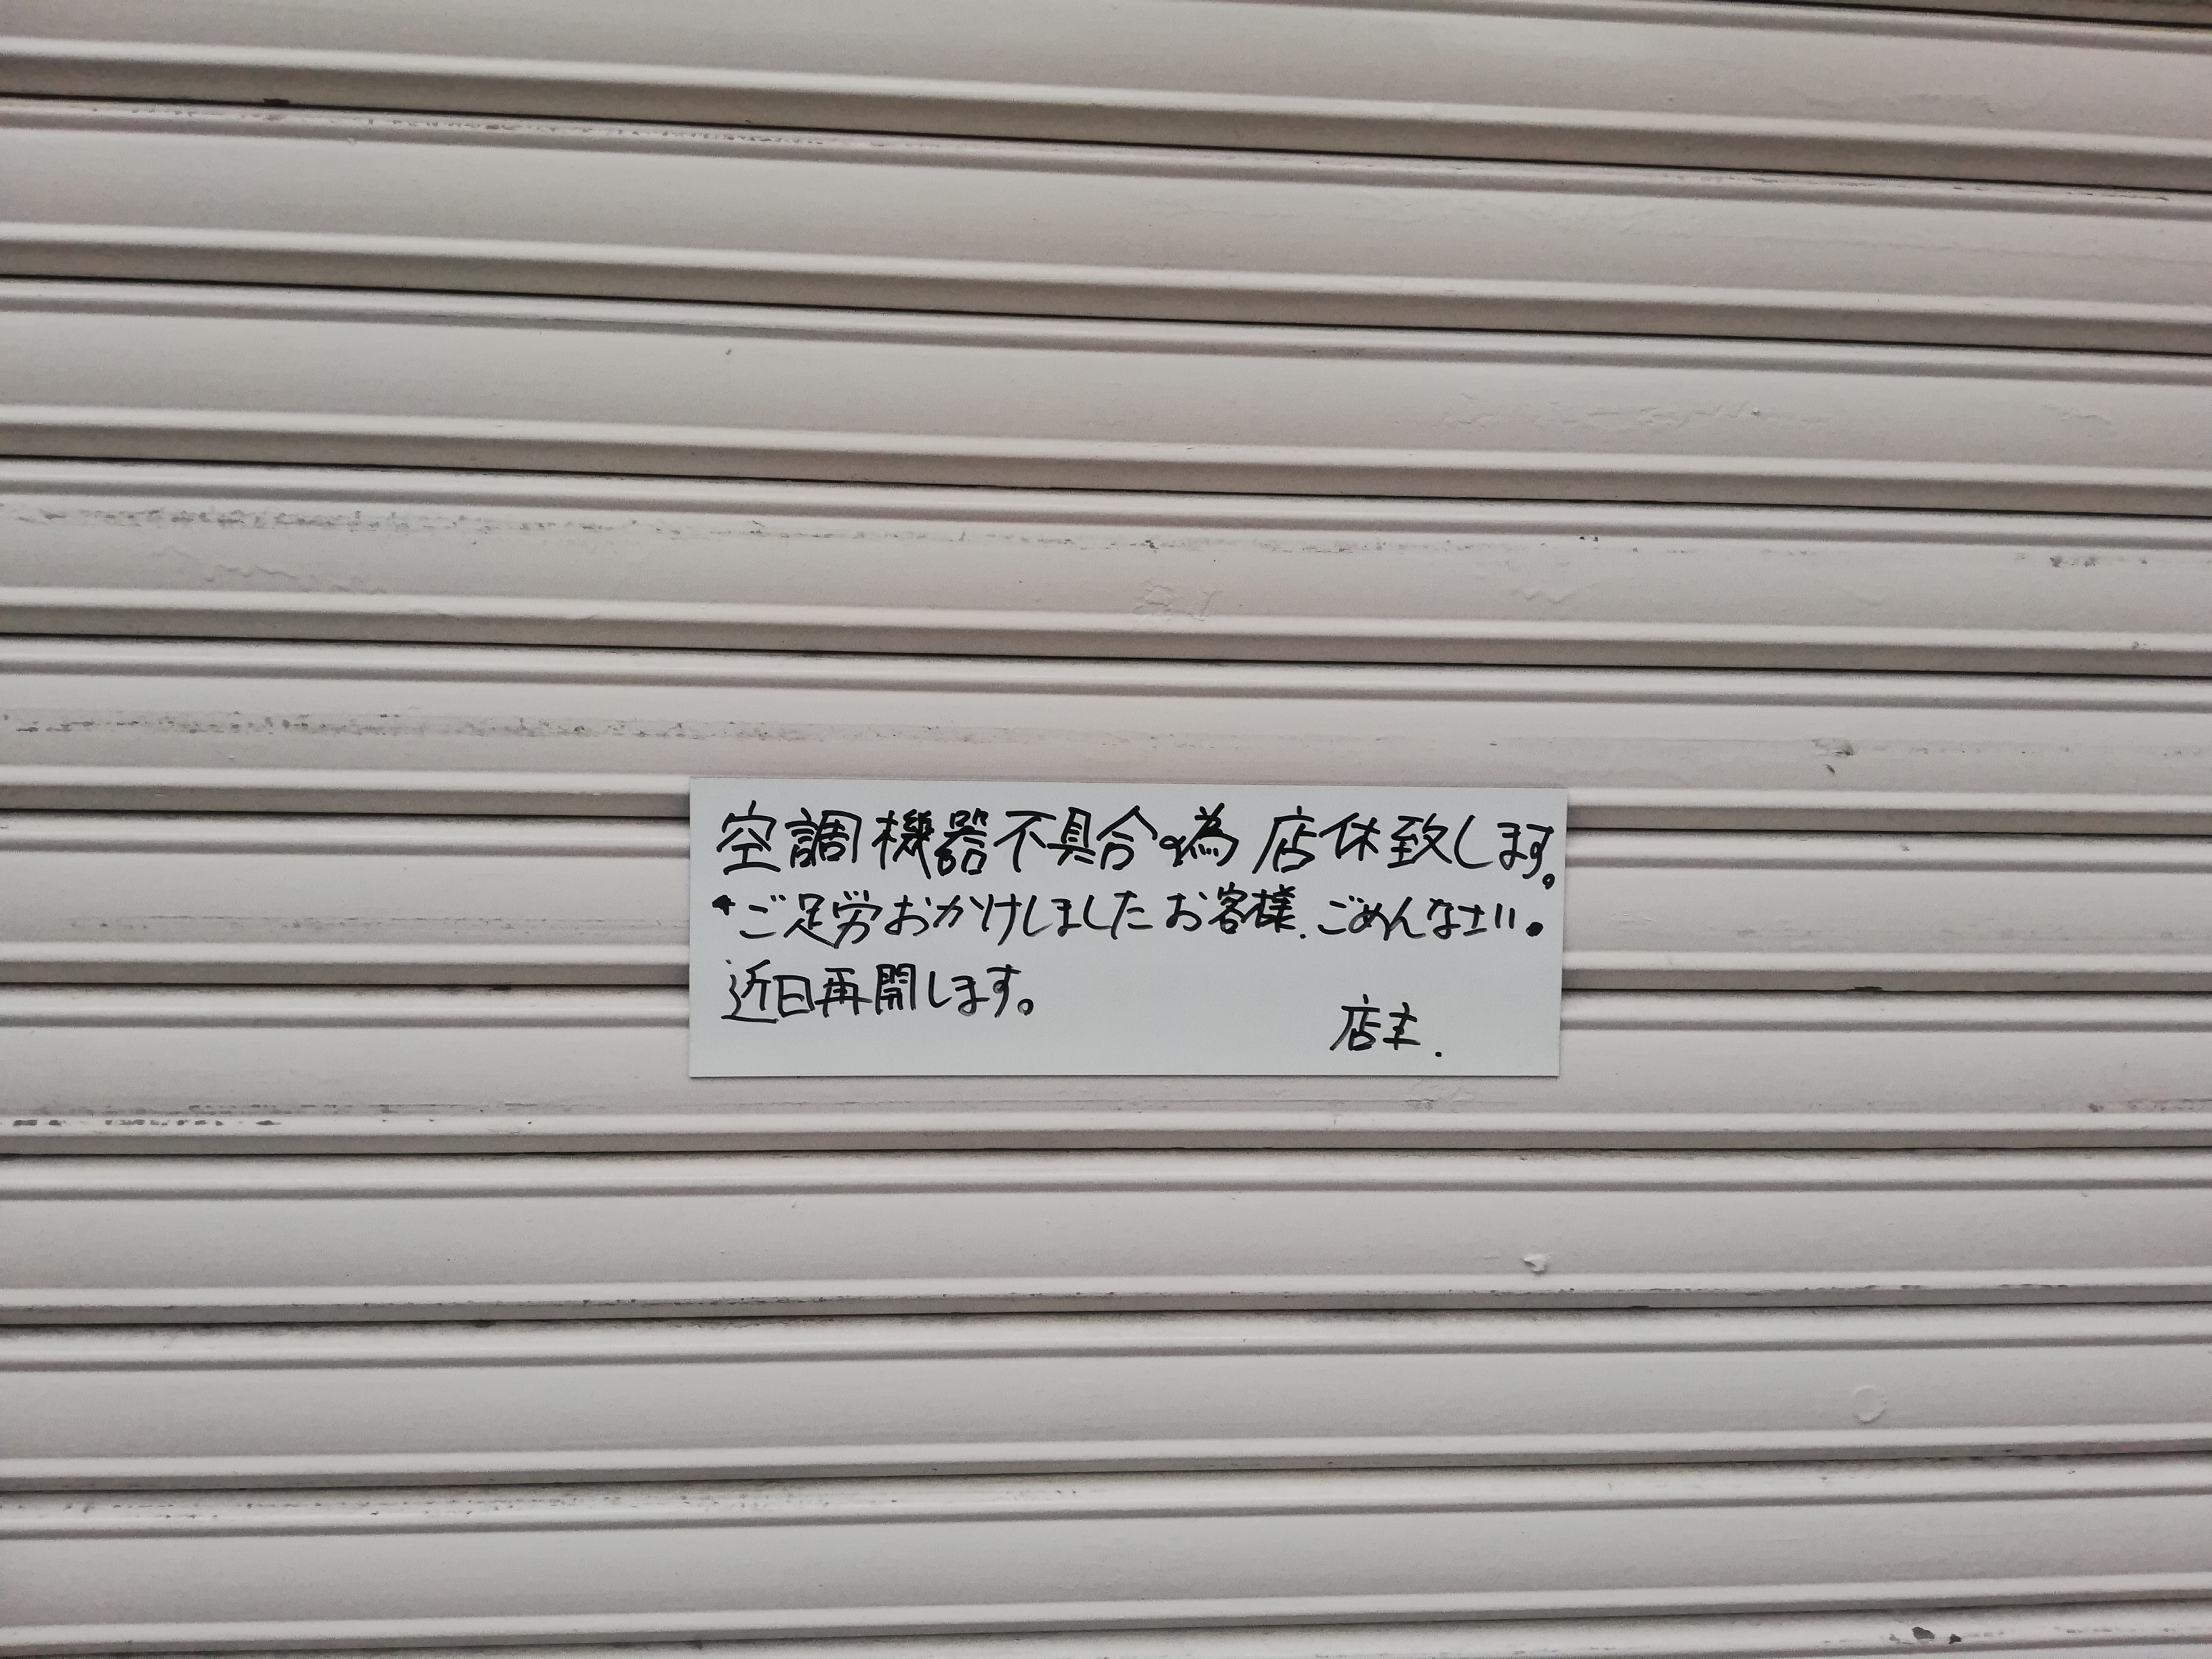 空調機器不具合の為 店休致します。
・ご足労おかけしましたお客様.ごめんなさい。
近日再開します。
店主.